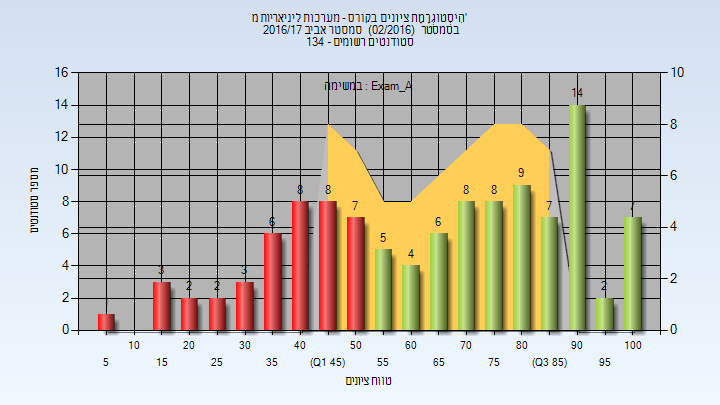 היסטוגרמת ציונים בקורס - מערכות ליניאריות מ'
בסמסטר (02/2016) סמסטר אביב 2016/17
סטודנטים רשומים - 134
במשימה : Exam_A
מספר סטודנטים
16 14 12 10 8 6 4 2 0
10 8 6 4 2 0
3 2 2 3 6 8 8 7 5 4 6 8 8 9 7 14 2 7
10 20 30 40 50 60 70 80 90 100
5 15 25 35 (Q1 45) 55 65 75 (Q3 85) 95
טווח ציונים